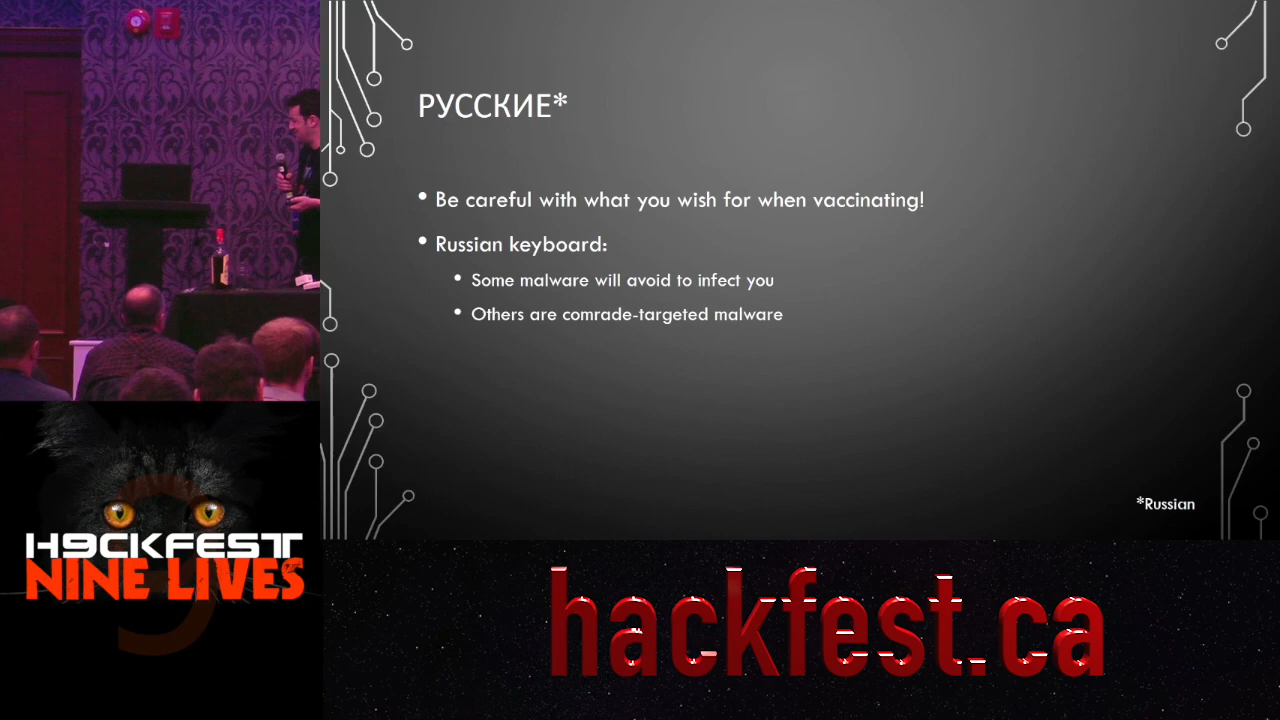 РУССКИЕ*
• Be careful with what you wish for when vaccinating!
• Russian keyboard:
• Some malware will avoid to infect you
• Others are comrade-targeted malware
*Russian
H9CKFEST
NINE LIVES
9
hackfest.ca